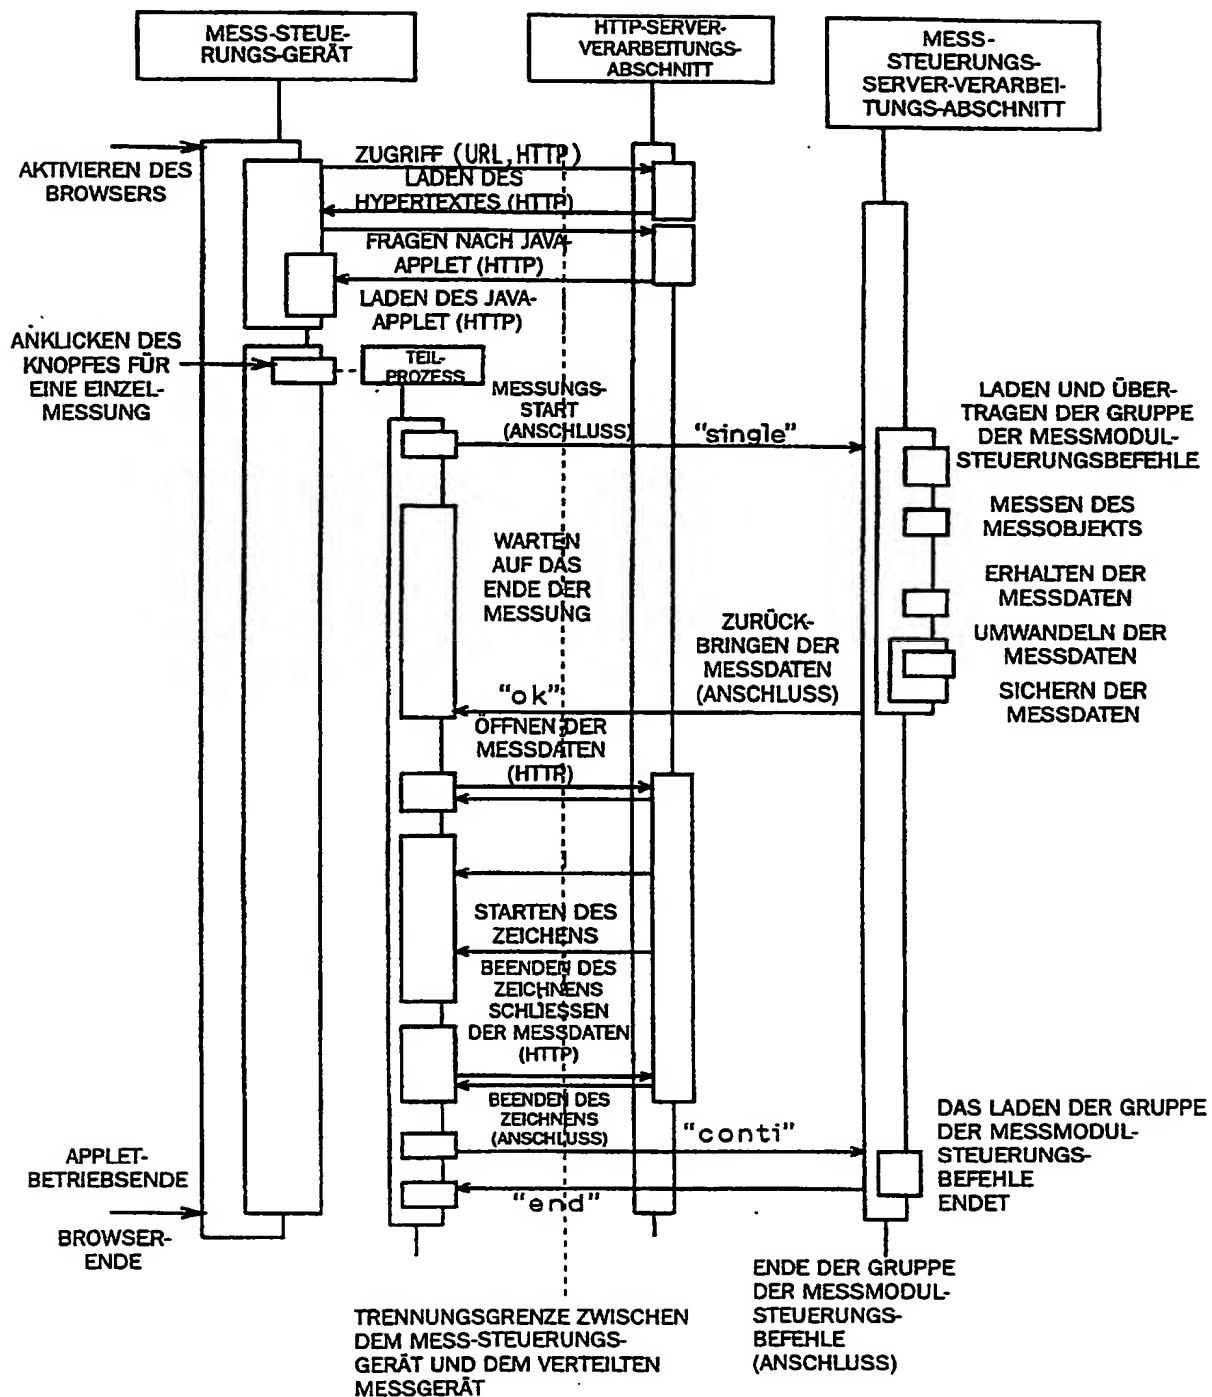 MESS-STEUE-
RUNGS-GERÄT
HTTP-SERVER-
VERARBEITUNGS-
ABSCHNITT
MESS-
STEUERUNGS-
SERVER-VERARBEI-
TUNGS-ABSCHNITT
AKTIVIEREN DES
BROWSERS
ZUGRIFF (URL,HTTP)
LADEN DES
HYPERTEXTES (HTTP)
FRAGEN NACH JAVA-
APPLET (HTTP)
LADEN DES JAVA-
APPLET (HTTP)
ANKLICKEN DES
KNOPFES FÜR
EINE EINZEL-
MESSUNG
TEIL-
PROZESS
MESSUNGS-
START
(ANSCHLUSS)
"single"
LADEN UND ÜBER-
TRAGEN DER GRUPPE
DER MESSMODUL-
STEUERUNGSBEFEHLE
MESSEN DES
MESSOBJEKTS
WARTEN
AUF DAS
ENDE DER
MESSUNG
ERHALTEN DER
MESSDATEN
ZURÜCK-
BRINGEN DER
MESSDATEN
(ANSCHLUSS)
UMWANDELN DER
MESSDATEN
SICHERN DER
MESSDATEN
"ok"
ÖFFNEN DER
MESSDATEN
(HTTP)
STARTEN DES
ZEICHENS
BEENDEN DES
ZEICHNENS
SCHLIESSEN
DER MESSDATEN
(HTTP)
BEENDEN DES
ZEICHNENS
(ANSCHLUSS)
"conti"
DAS LADEN DER GRUPPE
DER MESSMODUL-
STEUERUNGS-
BEFEHLE
ENDET
APPLET-
BETRIEBSENDE
"end"
BROWSER-
ENDE
ENDE DER GRUPPE
DER MESSMODUL-
STEUERUNGS-
BEFEHLE
(ANSCHLUSS)
TRENNUNGSGRENZE ZWISCHEN
DEM MESS-STEUERUNGS-
GERÄT UND DEM VERTEILTEN
MESSGERÄT